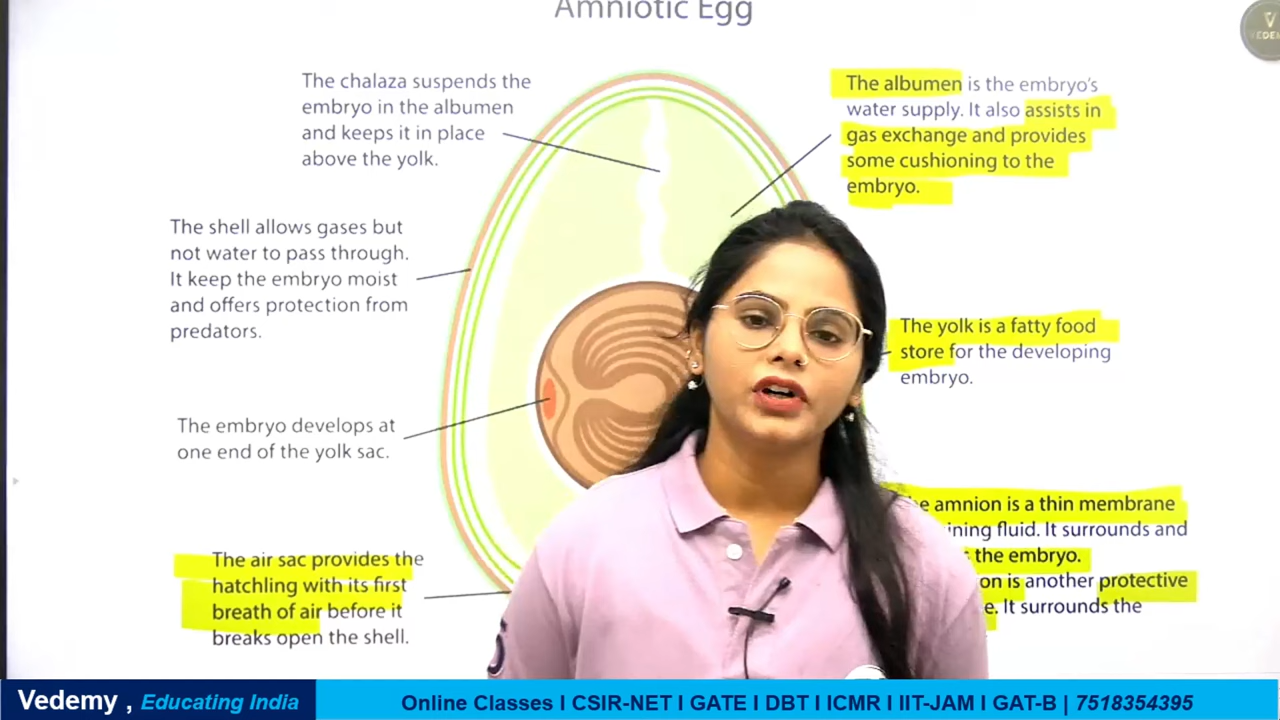 Amniotic Egg
VEDEM
The chalaza suspends the
embryo in the albumen
and keeps it in place
above the yolk.
The albumen is the embryo's
water supply. It also assists in
gas exchange and provides
some cushioning to the
embryo.
The shell allows gases but
not water to pass through.
It keep the embryo moist
and offers protection from
predators.
The yolk is a fatty food
store for the developing
embryo.
The embryo develops at
one end of the yolk sac.
amnion is a thin membrane
fluid. It surrounds and
the embryo.
is another protective
It surrounds the
The air sac provides the
hatchling with its first
breath of air before it
breaks open the shell.
Vedemy , Educating India
Online Classes I CSIR-NET I GATE I DBT I ICMR I IIT-JAM I GAT-B | 7518354395